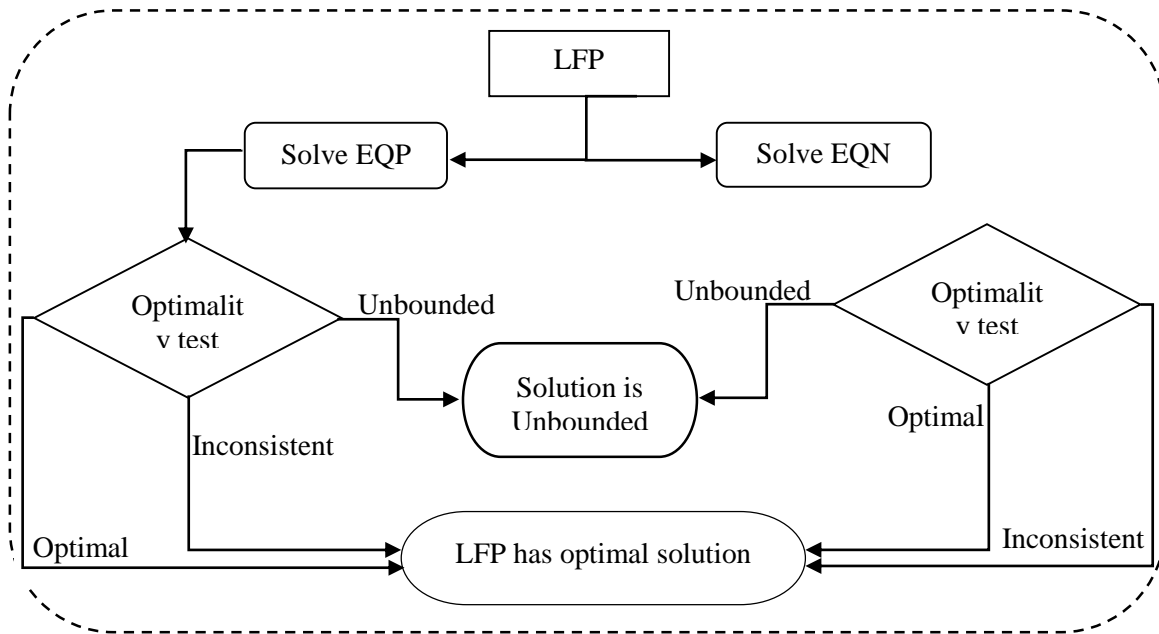 LFP
Solve EQP
Solve EQN
Optimalit
y test
Unbounded
Unbounded
Optimalit
y test
Solution is
Unbounded
Optimal
Inconsistent
Optimal
LFP has optimal solution
Inconsistent